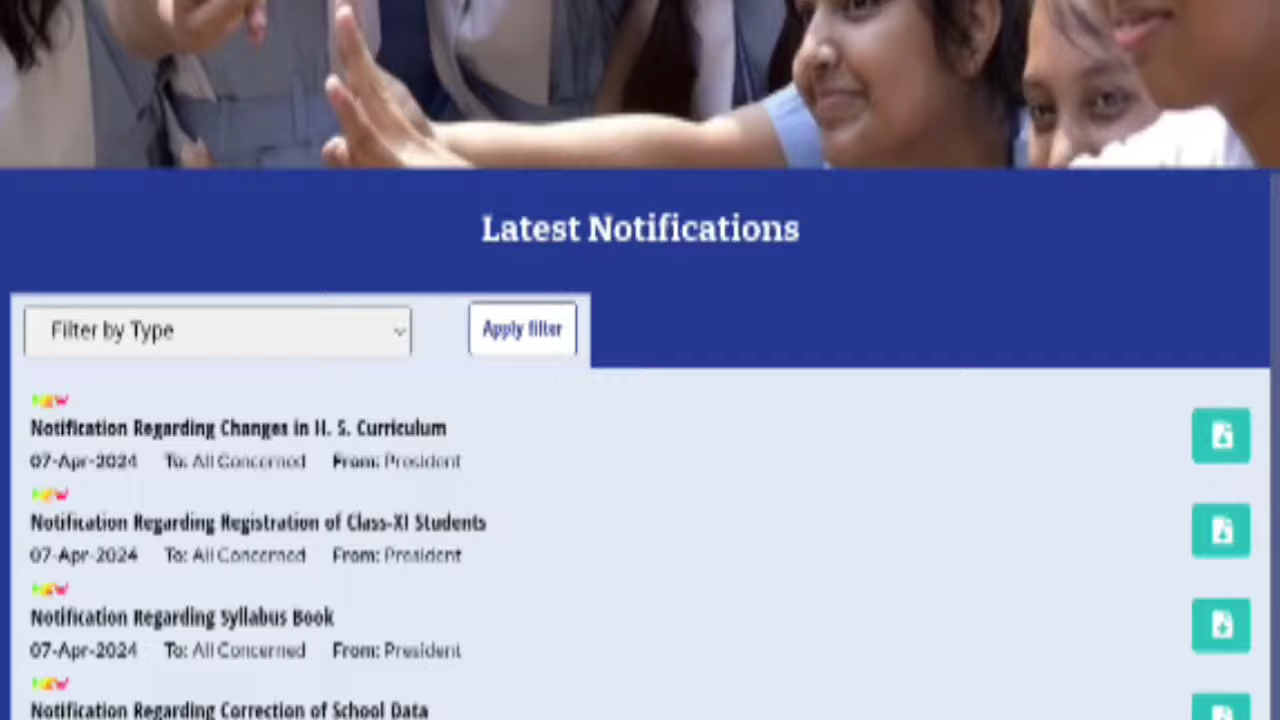 Latest Notifications
Filter by Type
Apply filter
NEW
Notification Regarding Changes in H. S. Curriculum
07-Apr-2024 To: All Concerned From: President
NEW
Notification Regarding Registration of Class-XI Students
07-Apr-2024 To: All Concerned From: President
NEW
Notification Regarding Syllabus Book
07-Apr-2024 To: All Concerned From: President
NEW
Notification Regarding Correction of School Data